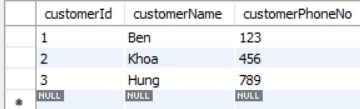 customerId customerName customerPhoneNo
1 Ben 123
2 Khoa 456
3 Hung 789
NULL NULL NULL